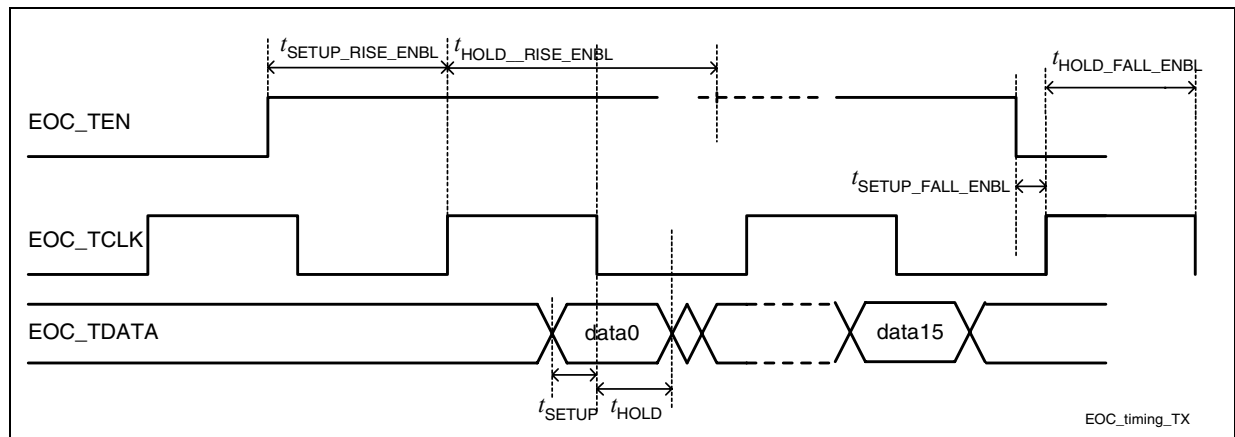 tSETUP_RISE_ENBL
tHOLD__RISE_ENBL
tHOLD_FALL_ENBL
EOC_TEN
tSETUP_FALL_ENBL
EOC_TCLK
EOC_TDATA
data0
data15
tSETUP
tHOLD
EOC_timing_TX